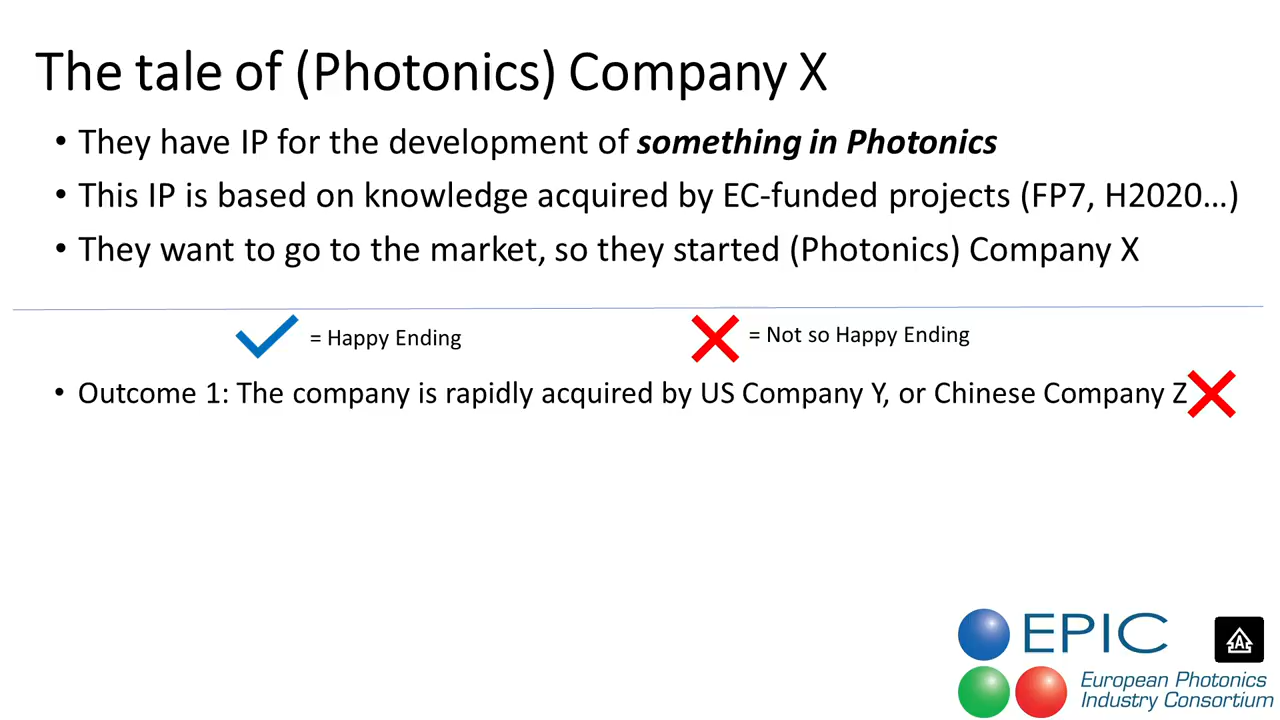 The tale of (Photonics) Company X
• They have IP for the development of something in Photonics
• This IP is based on knowledge acquired by EC-funded projects (FP7, H2020…)
• They want to go to the market, so they started (Photonics) Company X
= Happy Ending
= Not so Happy Ending
• Outcome 1: The company is rapidly acquired by US Company Y, or Chinese Company Z
EPIC
A
European Photonics
Industry Consortium